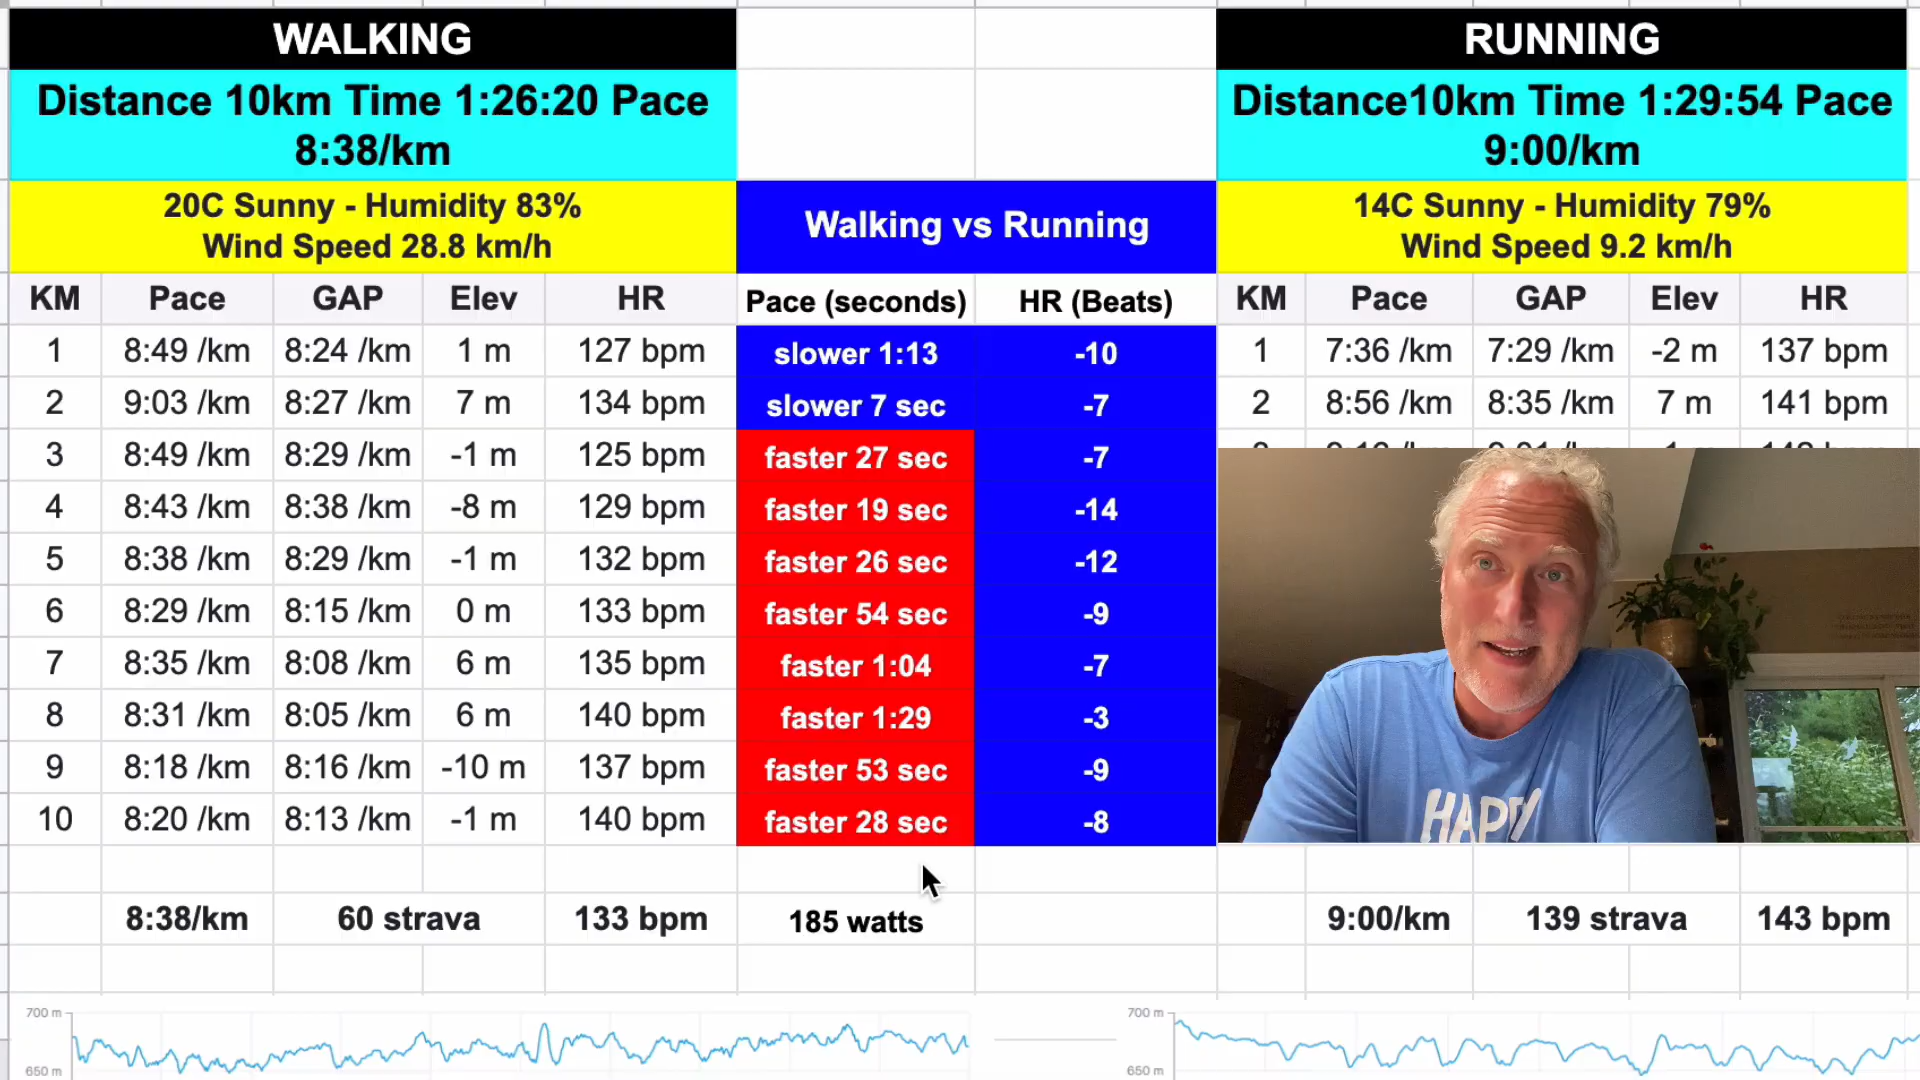 WALKING
Distance 10km Time 1:26:20 Pace
8:38/km
20C Sunny - Humidity 83%
Wind Speed 28.8 km/h
KM Pace GAP Elev HR
1 8:49 /km 8:24 /km 1 m 127 bpm
2 9:03 /km 8:27 /km 7 m 134 bpm
3 8:49 /km 8:29 /km -1 m 125 bpm
4 8:43 /km 8:38 /km -8 m 129 bpm
5 8:38 /km 8:29 /km -1 m 132 bpm
6 8:29 /km 8:15 /km 0 m 133 bpm
7 8:35 /km 8:08 /km 6 m 135 bpm
8 8:31 /km 8:05 /km 6 m 140 bpm
9 8:18 /km 8:16 /km -10 m 137 bpm
10 8:20 /km 8:13 /km -1 m 140 bpm
8:38/km 60 strava 133 bpm
Walking vs Running
Pace (seconds) HR (Beats)
slower 1:13 -10
slower 7 sec -7
faster 27 sec -7
faster 19 sec -14
faster 26 sec -12
faster 54 sec -9
faster 1:04 -7
faster 1:29 -3
faster 53 sec -9
faster 28 sec -8
185 watts
RUNNING
Distance10km Time 1:29:54 Pace
9:00/km
14C Sunny - Humidity 79%
Wind Speed 9.2 km/h
KM Pace GAP Elev HR
1 7:36 /km 7:29 /km -2 m 137 bpm
2 8:56 /km 8:35 /km 7 m 141 bpm
HAPPY
9:00/km 139 strava 143 bpm
700 m
650 m
700 m
650 m